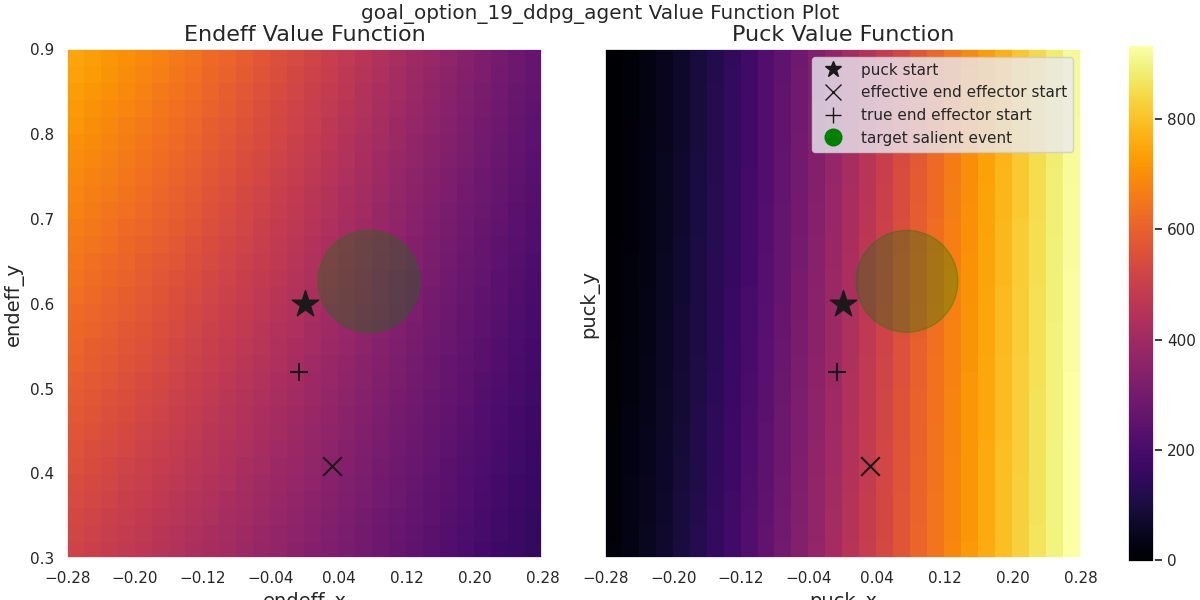 goal_option_19_ddpg_agent Value Function Plot
Endeff Value Function
Puck Value Function
0.9
0.8
0.7
0.6
0.5
0.4
0.3
endeff_y
−0.28 −0.20 −0.12 −0.04 0.04 0.12 0.20 0.28
endeff_x
puck_y
puck start
effective end effector start
true end effector start
target salient event
−0.28 −0.20 −0.12 −0.04 0.04 0.12 0.20 0.28
puck_x
800
600
400
200
0